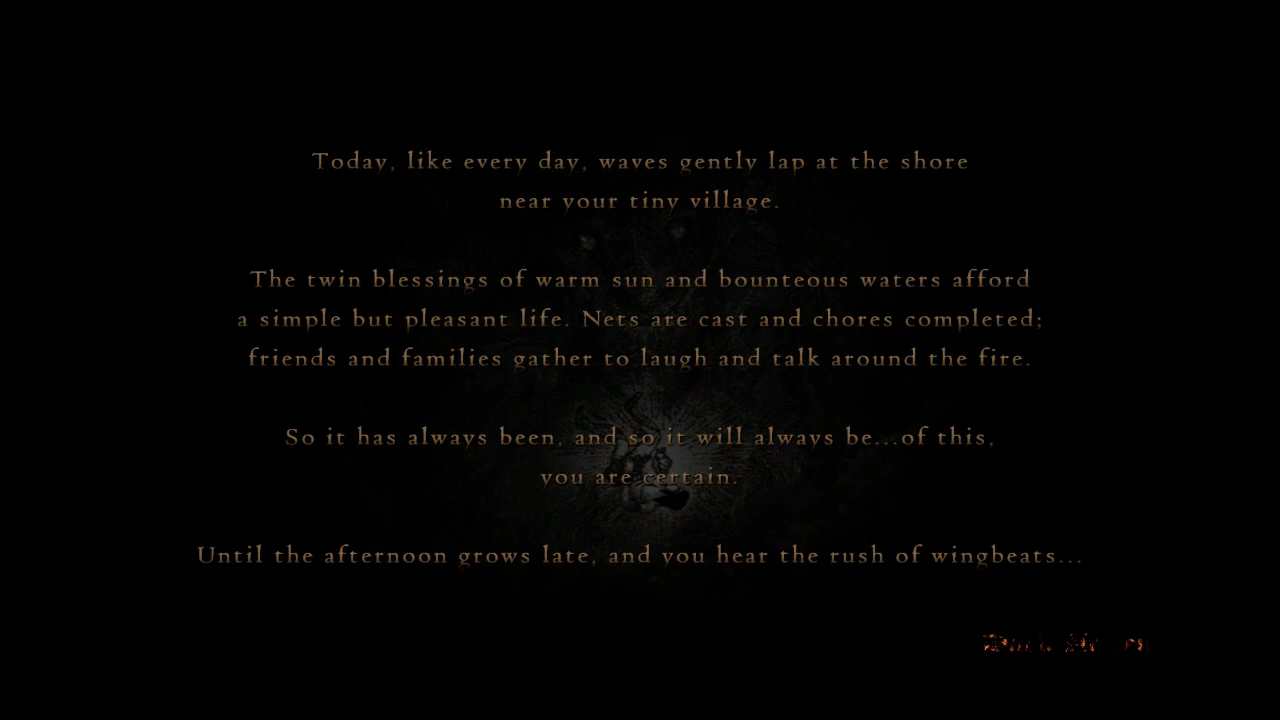 Today, like every day, waves gently lap at the shore
near your tiny village.
The twin blessings of warm sun and bounteous waters afford
a simple but pleasant life. Nets are cast and chores completed;
friends and families gather to laugh and talk around the fire.
So it has always been, and so it will always be...of this,
you are certain.
Until the afternoon grows late, and you hear the rush of wingbeats...